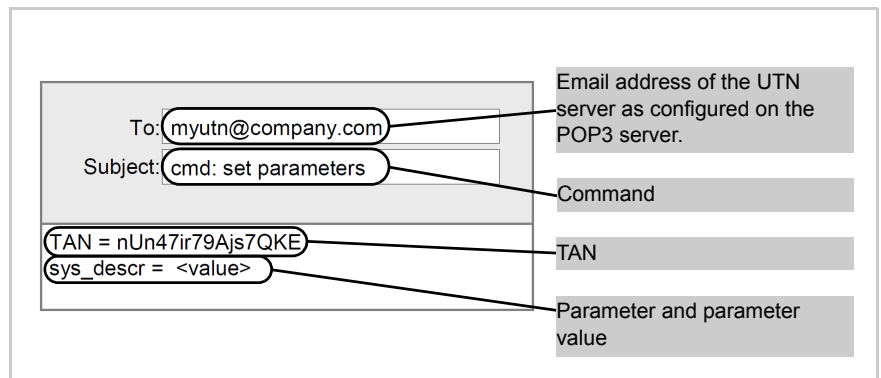 To: myutn@company.com
Subject: cmd: set parameters
TAN = nUn47ir79Ajs7QKE
sys_descr = <value>
Email address of the UTN
server as configured on the
POP3 server.
Command
TAN
Parameter and parameter
value